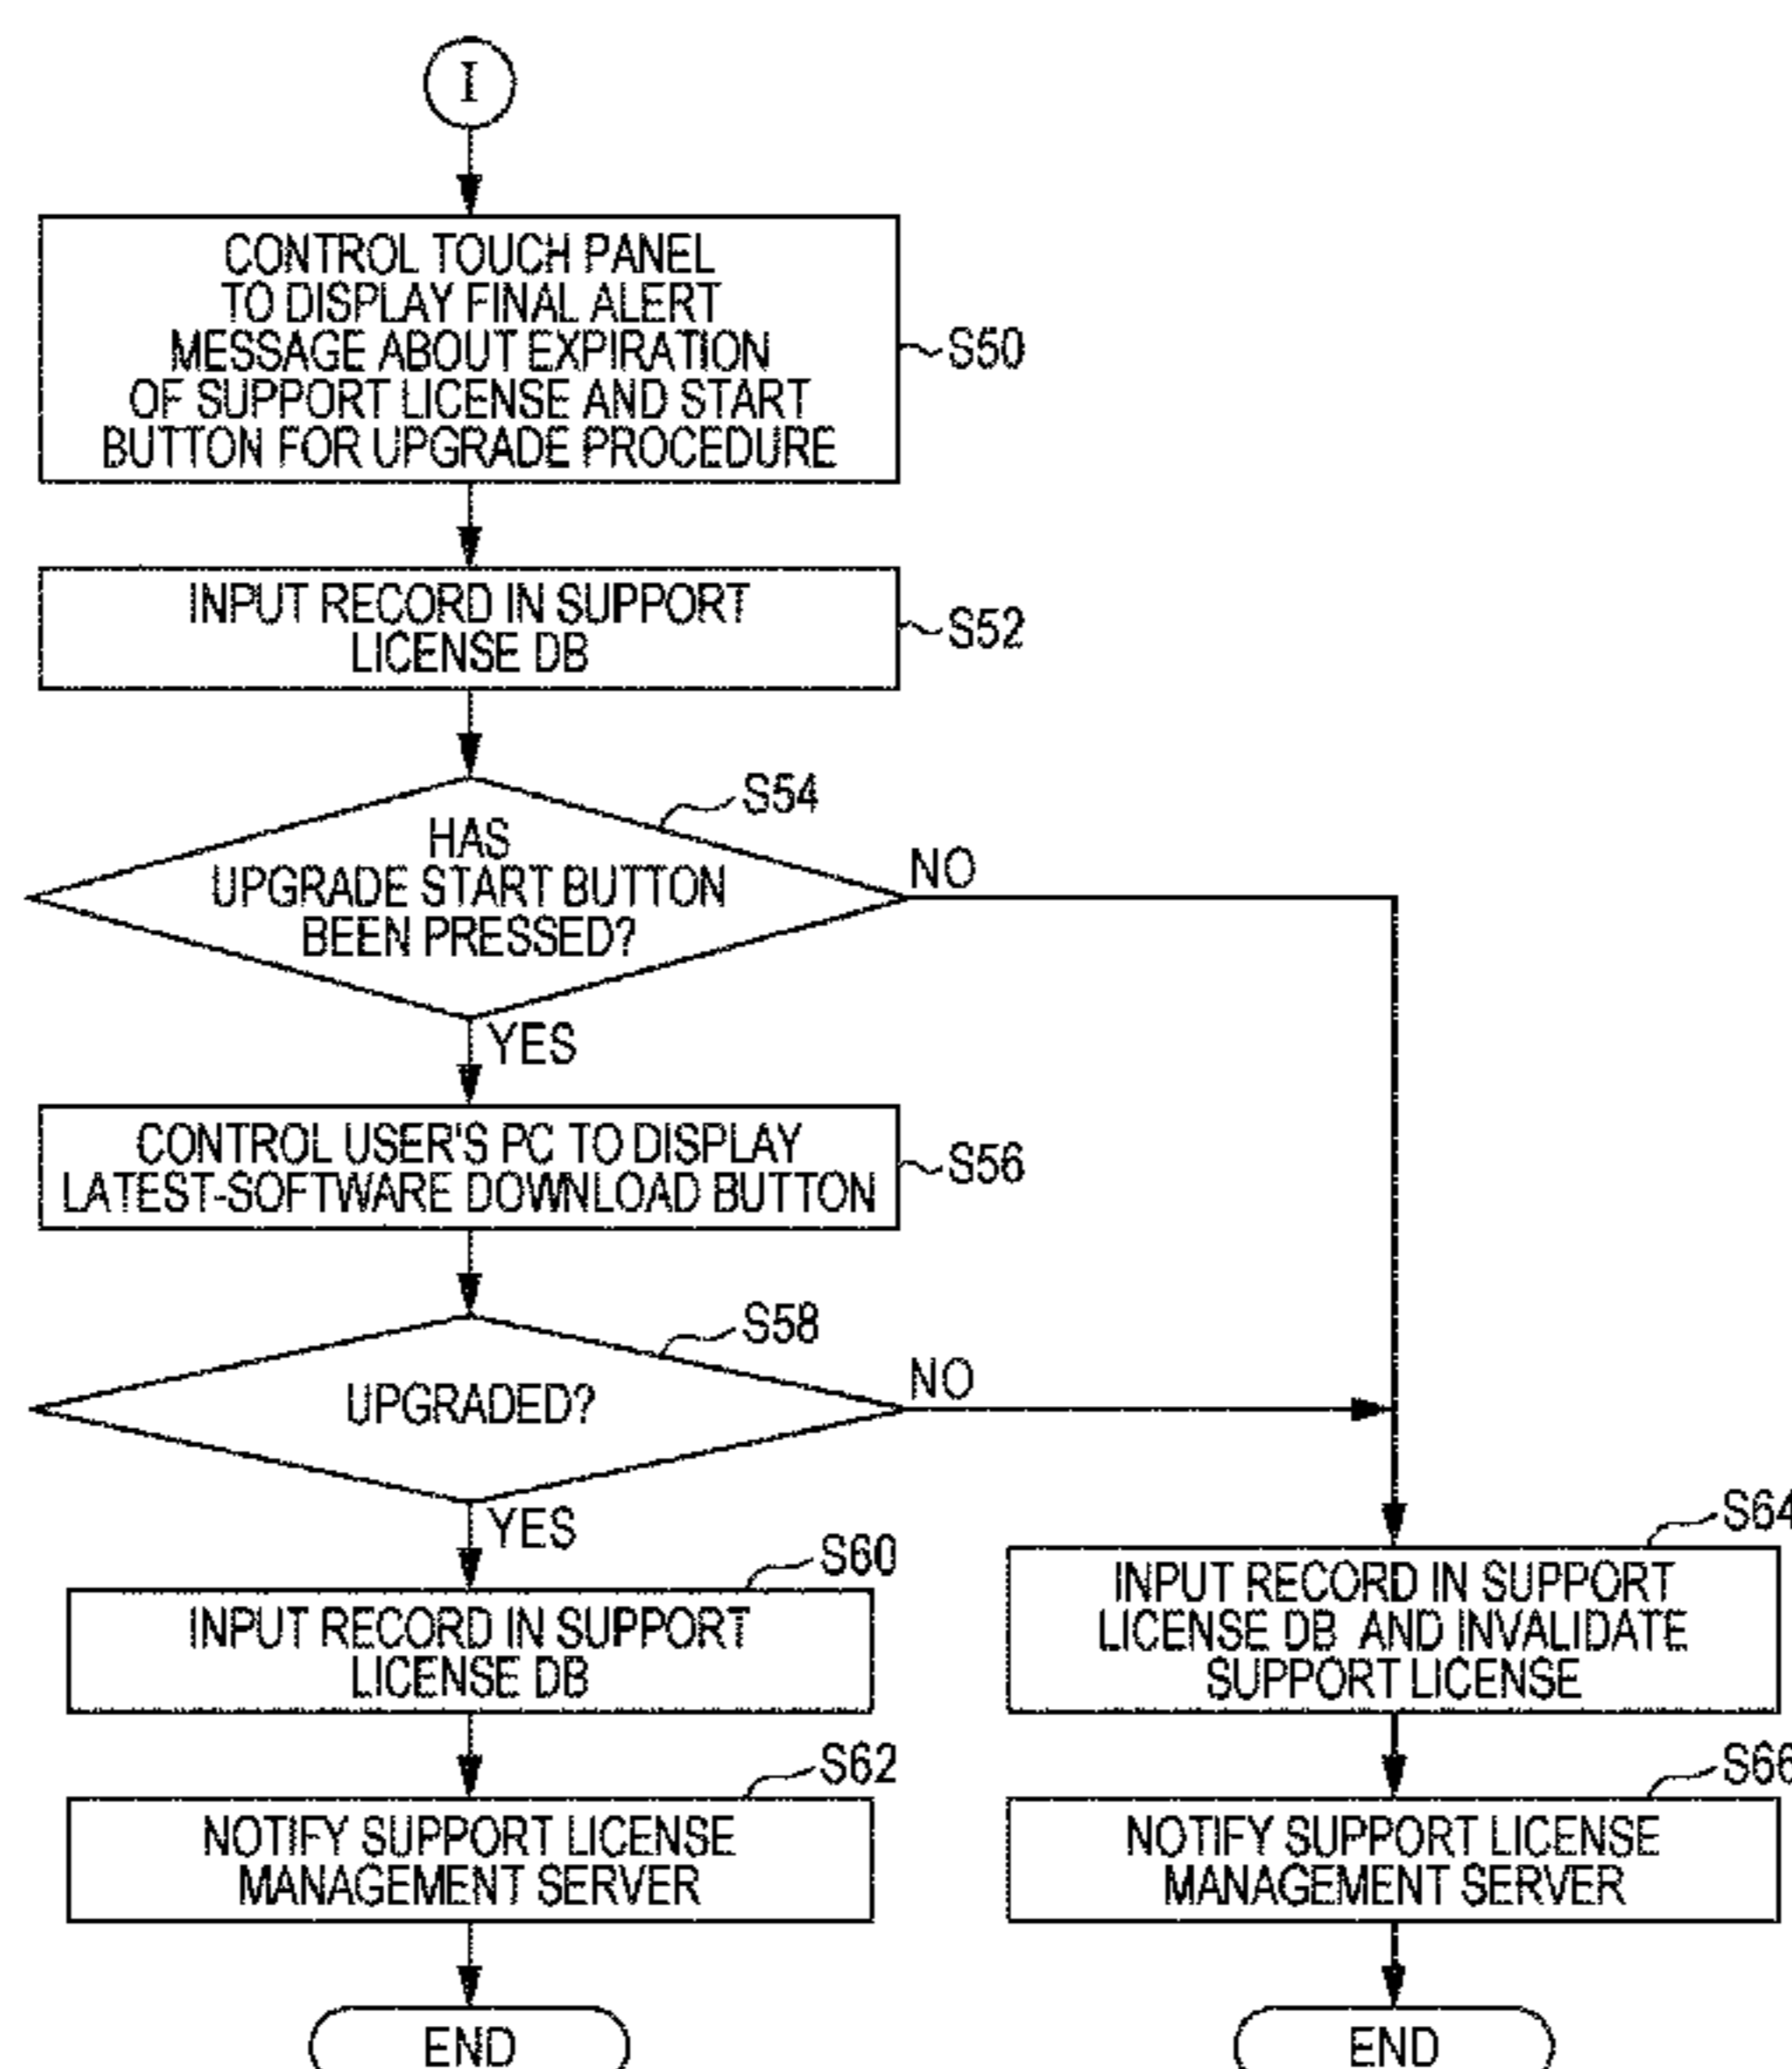 I
CONTROL TOUCH PANEL
TO DISPLAY FINAL ALERT
MESSAGE ABOUT EXPIRATION
OF SUPPORT LICENSE AND START
BUTTON FOR UPGRADE PROCEDURE
S50
INPUT RECORD IN SUPPORT
LICENSE DB
S52
S54
HAS
UPGRADE START BUTTON
BEEN PRESSED?
NO
YES
CONTROL USER'S PC TO DISPLAY
LATEST-SOFTWARE DOWNLOAD BUTTON
S56
S58
UPGRADED?
NO
YES
S60
INPUT RECORD IN SUPPORT
LICENSE DB
S62
NOTIFY SUPPORT LICENSE
MANAGEMENT SERVER
END
S64
INPUT RECORD IN SUPPORT
LICENSE DB AND INVALIDATE
SUPPORT LICENSE
S66
NOTIFY SUPPORT LICENSE
MANAGEMENT SERVER
END